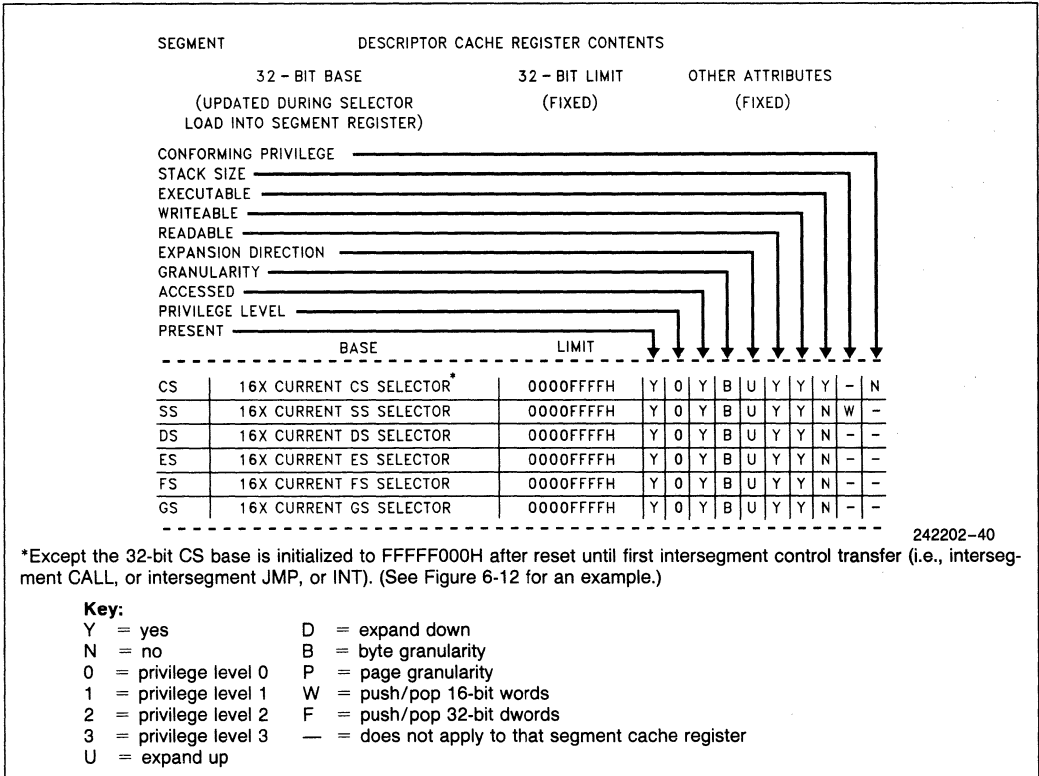 SEGMENT DESCRIPTOR CACHE REGISTER CONTENTS
32 – BIT BASE 32 – BIT LIMIT OTHER ATTRIBUTES
(UPDATED DURING SELECTOR (FIXED) (FIXED)
LOAD INTO SEGMENT REGISTER)
CONFORMING PRIVILEGE
STACK SIZE
EXECUTABLE
WRITEABLE
READABLE
EXPANSION DIRECTION
GRANULARITY
ACCESSED
PRIVILEGE LEVEL
PRESENT
BASE LIMIT
CS 16X CURRENT CS SELECTOR* 0000FFFFH Y 0 Y B U Y Y Y – N
SS 16X CURRENT SS SELECTOR 0000FFFFH Y 0 Y B U Y Y N W –
DS 16X CURRENT DS SELECTOR 0000FFFFH Y 0 Y B U Y Y N – –
ES 16X CURRENT ES SELECTOR 0000FFFFH Y 0 Y B U Y Y N – –
FS 16X CURRENT FS SELECTOR 0000FFFFH Y 0 Y B U Y Y N – –
GS 16X CURRENT GS SELECTOR 0000FFFFH Y 0 Y B U Y Y N – –
242202–40
*Except the 32-bit CS base is initialized to FFFFF000H after reset until first intersegment control transfer (i.e., interseg-
ment CALL, or intersegment JMP, or INT). (See Figure 6-12 for an example.)
Key:
Y = yes D = expand down
N = no B = byte granularity
0 = privilege level 0 P = page granularity
1 = privilege level 1 W = push/pop 16-bit words
2 = privilege level 2 F = push/pop 32-bit dwords
3 = privilege level 3 — = does not apply to that segment cache register
U = expand up